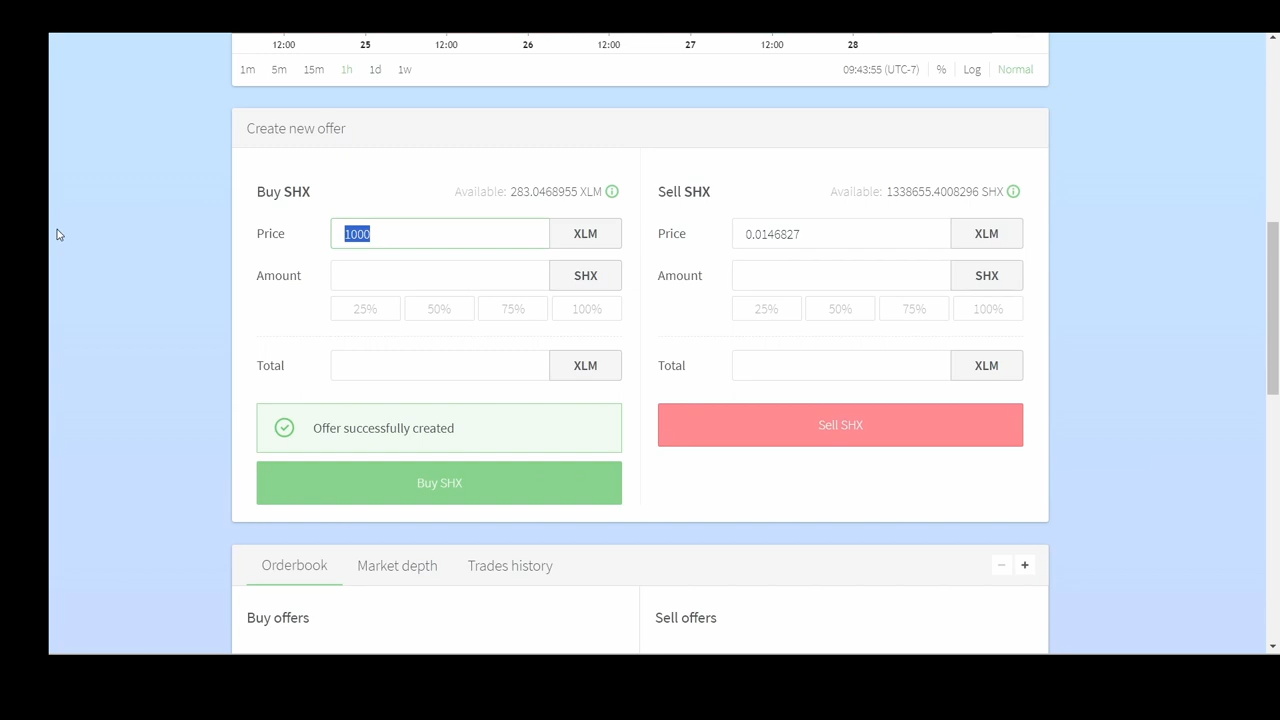 12:00 25 12:00 26 12:00 27 12:00 28
1m 5m 15m 1h 1d 1w 09:43:55 (UTC-7) % Log Normal
Create new offer
Buy SHX Available: 283.0468955 XLM
Price 1000 XLM
Amount SHX
25% 50% 75% 100%
Total XLM
Offer successfully created
Buy SHX
Sell SHX Available: 1338655.4008296 SHX
Price 0.0146827 XLM
Amount SHX
25% 50% 75% 100%
Total XLM
Sell SHX
Orderbook Market depth Trades history
Buy offers
Sell offers